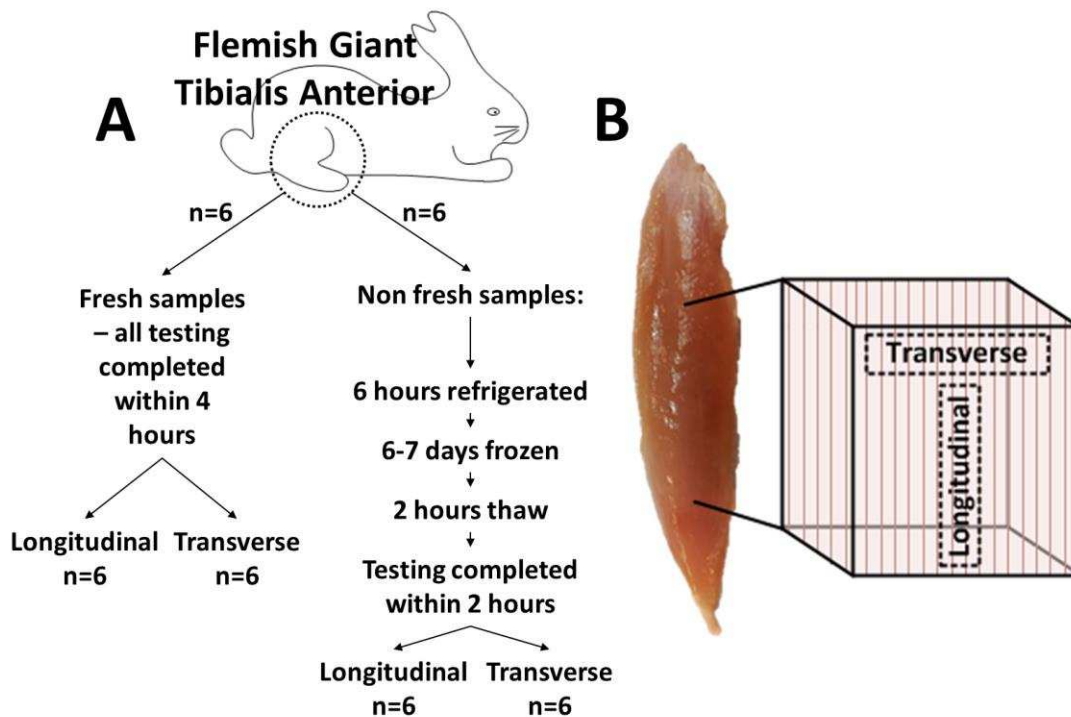 Flemish Giant
Tibialis Anterior
A
n=6
n=6
Fresh samples
– all testing
completed
within 4
hours
Longitudinal
n=6
Transverse
n=6
Non fresh samples:
6 hours refrigerated
6-7 days frozen
2 hours thaw
Testing completed
within 2 hours
Longitudinal
n=6
Transverse
n=6
B
Transverse
Longitudinal